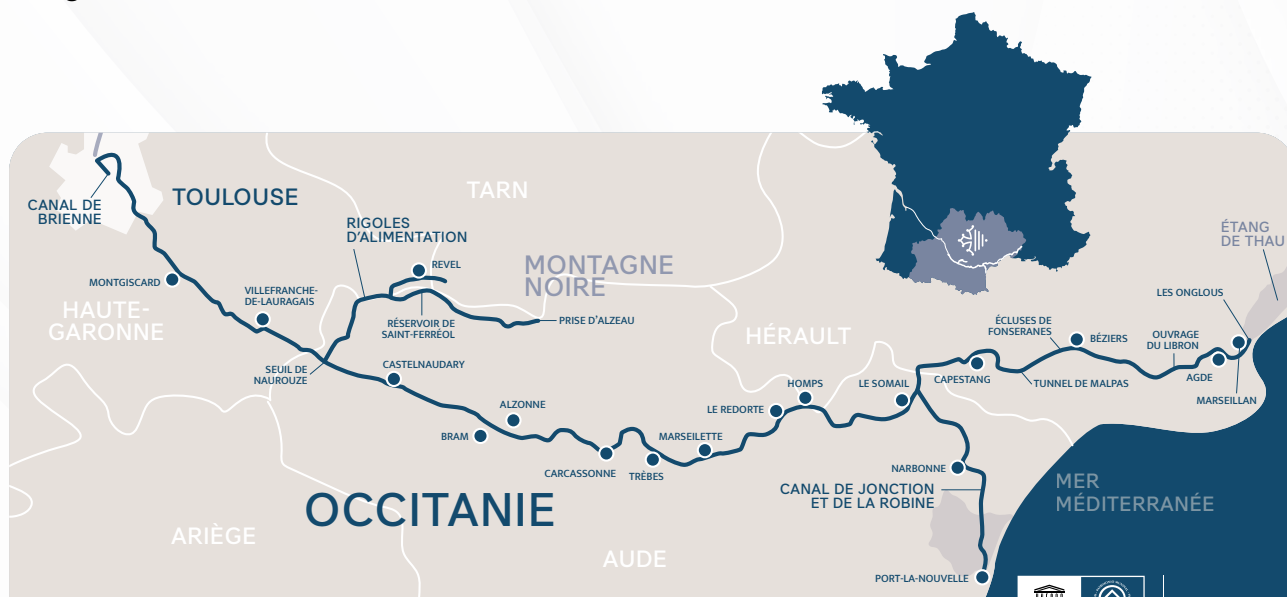 TOULOUSE
CANAL DE
BRIENNE
TARN
RIGOLES
D'ALIMENTATION
REVEL
MONTAGNE
NOIRE
MONTGISCARD
VILLEFRANCHE-
DE-LAURAGAIS
HAUTE-
GARONNE
RÉSERVOIR DE
SAINT-FERRÉOL
PRISE D'ALZEAU
SEUIL DE
NAUROUZE
CASTELNAUDARY
ALZONNE
BRAM
CARCASSONNE
TRÈBES
MARSEILETTE
LE REDORTE
HOMPS
HÉRAULT
LE SOMAIL
CAPESTANG
ÉCLUSES DE
FONSERANES
TUNNEL DE MALPAS
BÉZIERS
OUVRAGE
DU LIBRON
AGDE
LES ONGLOUS
MARSEILLAN
ÉTANG
DE THAU
NARBONNE
CANAL DE JONCTION
ET DE LA ROBINE
MER
MÉDITERRANÉE
OCCITANIE
ARIÈGE
AUDE
PORT-LA-NOUVELLE